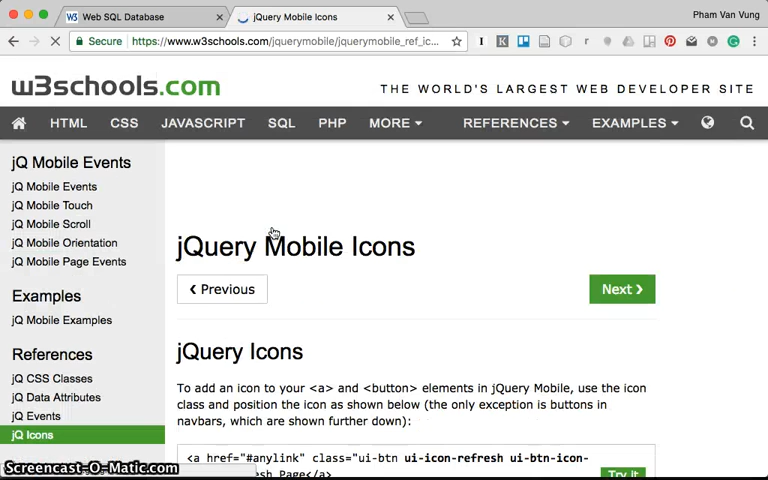 Web SQL Database
jQuery Mobile Icons
Pham Van Vung
Secure
https://www.w3schools.com/jquerymobile/jquerymobile_ref_ic...
w3schools.com
THE WORLD'S LARGEST WEB DEVELOPER SITE
HTML CSS JAVASCRIPT SQL PHP MORE REFERENCES EXAMPLES
jQ Mobile Events
jQ Mobile Events
jQ Mobile Touch
jQ Mobile Scroll
jQ Mobile Orientation
jQ Mobile Page Events
Examples
jQ Mobile Examples
References
jQ CSS Classes
jQ Data Attributes
jQ Events
jQ Icons
jQuery Mobile Icons
❮ Previous
Next ❯
jQuery Icons
To add an icon to your <a> and <button> elements in jQuery Mobile, use the icon
class and position the icon as shown below (the only exception is buttons in
navbars, which are shown further down):
<a href="#anylink" class="ui-btn ui-icon-refresh ui-btn-icon-
Page</a>
Try it
Screencast-O-Matic.com